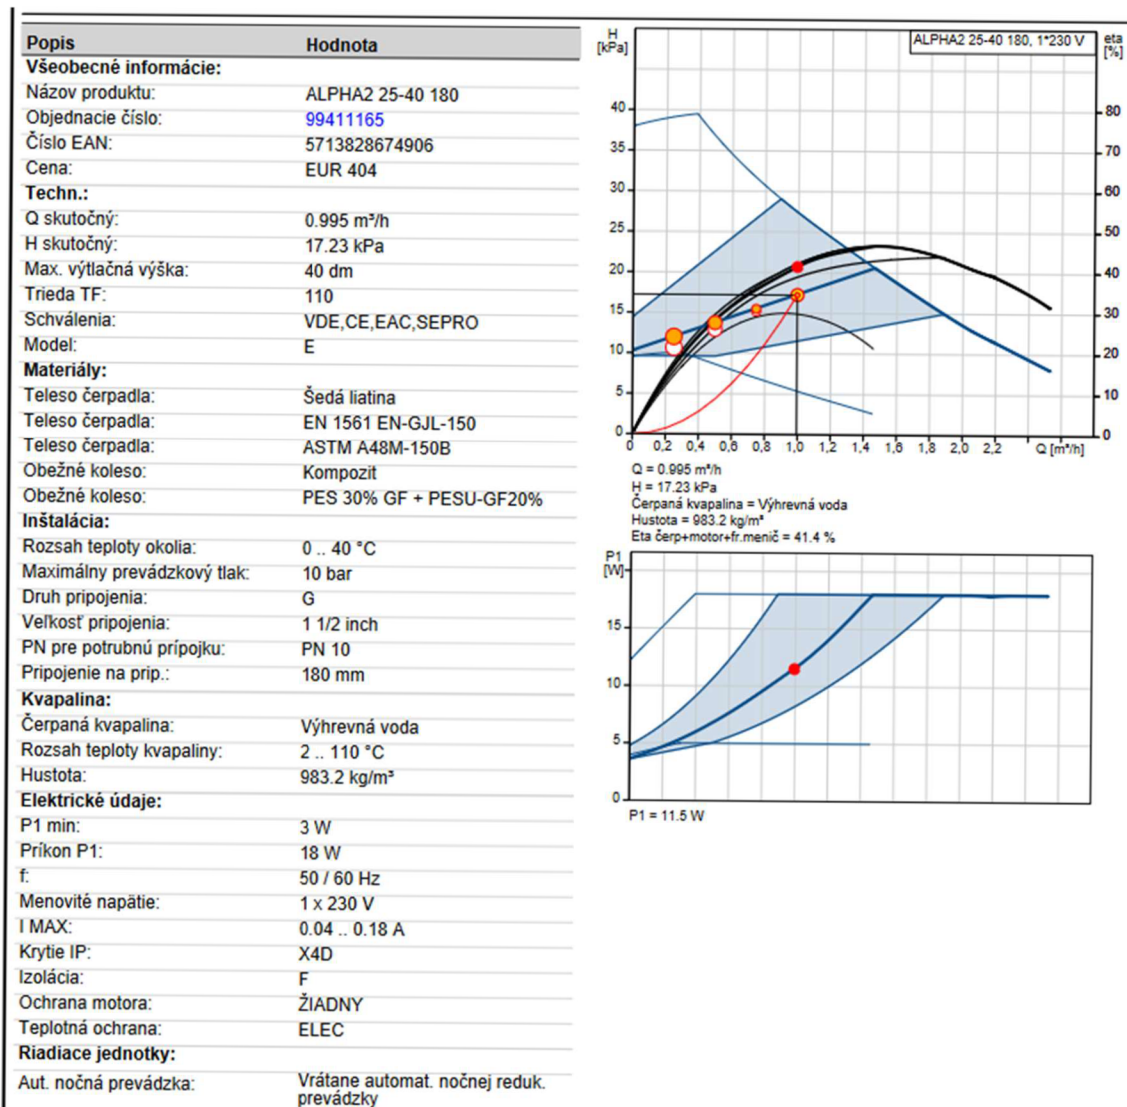 Popis Hodnota
Všeobecné informácie:
Názov produktu: ALPHA2 25-40 180
Objednacie číslo: 99411165
Číslo EAN: 5713828674906
Cena: EUR 404
Techn.:
Q skutočný: 0.995 m³/h
H skutočný: 17.23 kPa
Max. výtlačná výška: 40 dm
Trieda TF: 110
Schválenia: VDE,CE,EAC,SEPRO
Model: E
Materiály:
Teleso čerpadla: Šedá liatina
Teleso čerpadla: EN 1561 EN-GJL-150
Teleso čerpadla: ASTM A48M-150B
Obežné koleso: Kompozit
Obežné koleso: PES 30% GF + PESU-GF20%
Inštalácia:
Rozsah teploty okolia: 0 .. 40 °C
Maximálny prevádzkový tlak: 10 bar
Druh pripojenia: G
Veľkosť pripojenia: 1 1/2 inch
PN pre potrubnú prípojku: PN 10
Pripojenie na prip.: 180 mm
Kvapalina:
Čerpaná kvapalina: Výhrevná voda
Rozsah teploty kvapaliny: 2 .. 110 °C
Hustota: 983.2 kg/m³
Elektrické údaje:
P1 min: 3 W
Príkon P1: 18 W
f: 50 / 60 Hz
Menovité napätie: 1 x 230 V
I MAX: 0.04 .. 0.18 A
Krytie IP: X4D
Izolácia: F
Ochrana motora: ŽIADNY
Teplotná ochrana: ELEC
Riadiace jednotky:
Aut. nočná prevádzka: Vrátane automat. nočnej reduk.
prevádzky
H
[kPa]
ALPHA2 25-40 180, 1*230 V
eta
[%]
40
35
30
25
20
15
10
5
0
80
70
60
50
40
30
20
10
0
0 0,2 0,4 0,6 0,8 1,0 1,2 1,4 1,6 1,8 2,0 2,2 Q [m³/h]
Q = 0.995 m³/h
H = 17.23 kPa
Čerpaná kvapalina = Výhrevná voda
Hustota = 983.2 kg/m³
Eta čerp+motor+fr.menič = 41.4 %
P1
[W]
15
10
5
0
P1 = 11.5 W